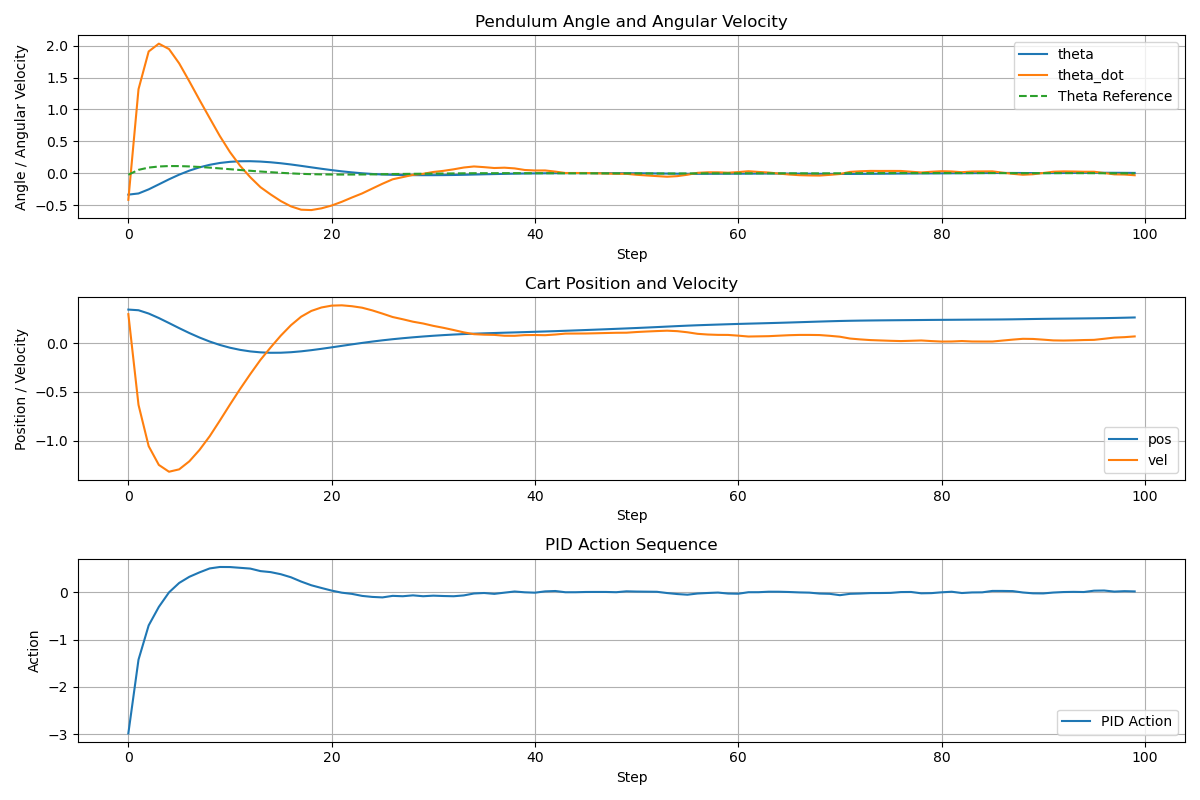 Pendulum Angle and Angular Velocity
Angle / Angular Velocity
2.0
1.5
1.0
0.5
0.0
−0.5
theta
theta_dot
Theta Reference
0 20 40 60 80 100
Step
Cart Position and Velocity
Position / Velocity
0.0
−0.5
−1.0
pos
vel
0 20 40 60 80 100
Step
PID Action Sequence
Action
0
−1
−2
−3
PID Action
0 20 40 60 80 100
Step